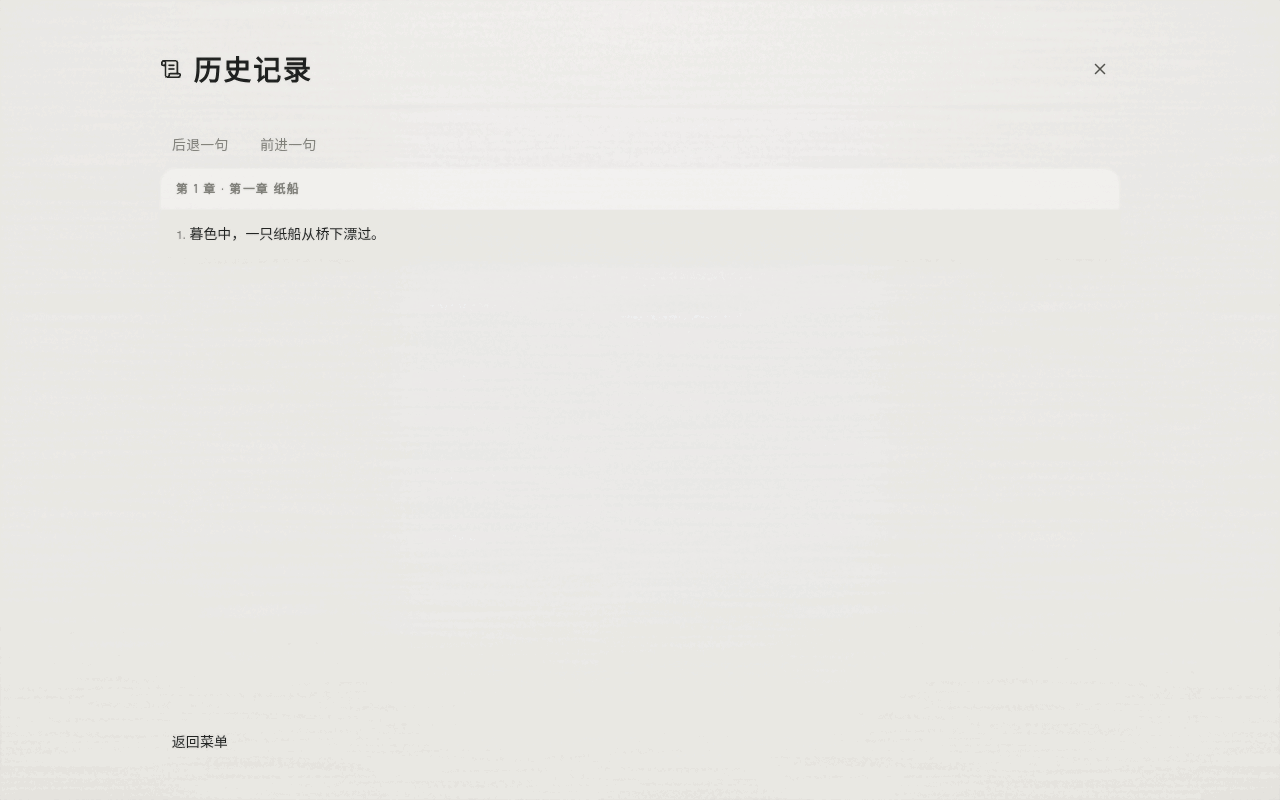 历史记录
后退一句 前进一句
第 1 章 · 第一章 纸船
1. 暮色中，一只纸船从桥下漂过。
返回菜单